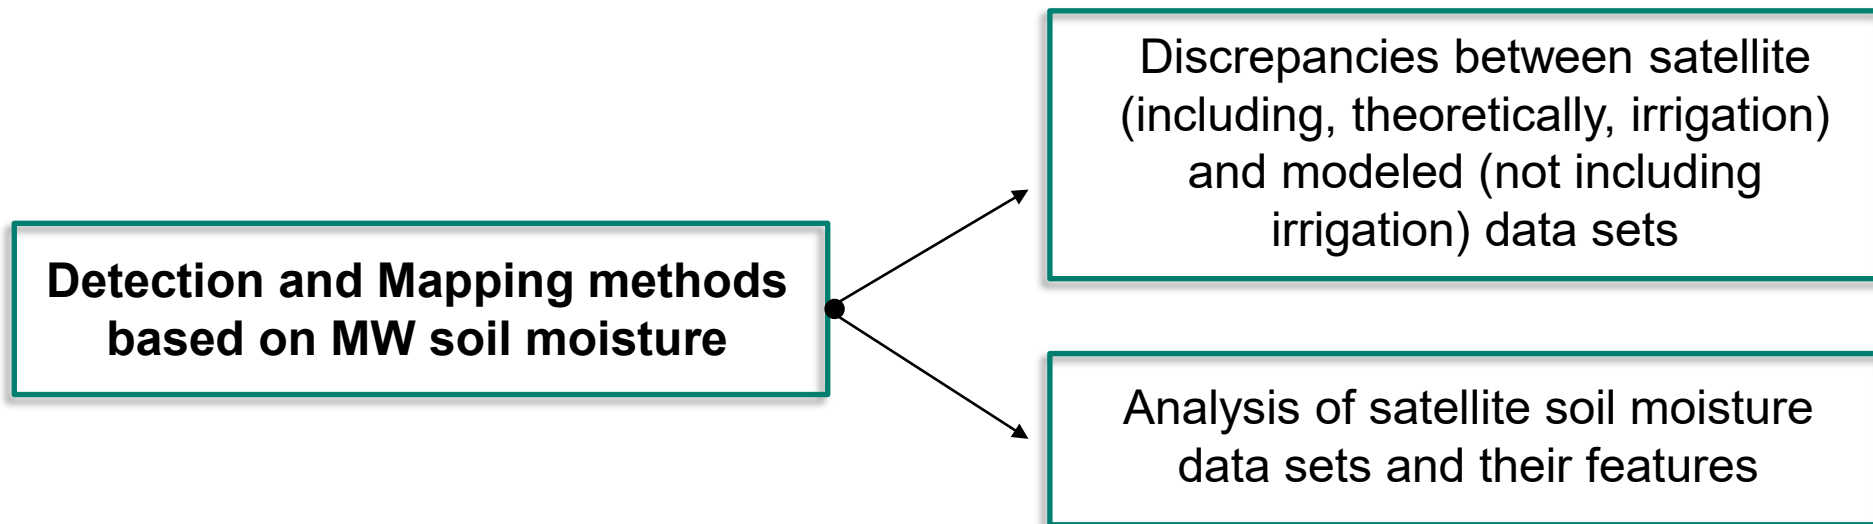 Detection and Mapping methods
based on MW soil moisture
Discrepancies between satellite
(including, theoretically, irrigation)
and modeled (not including
irrigation) data sets
Analysis of satellite soil moisture
data sets and their features